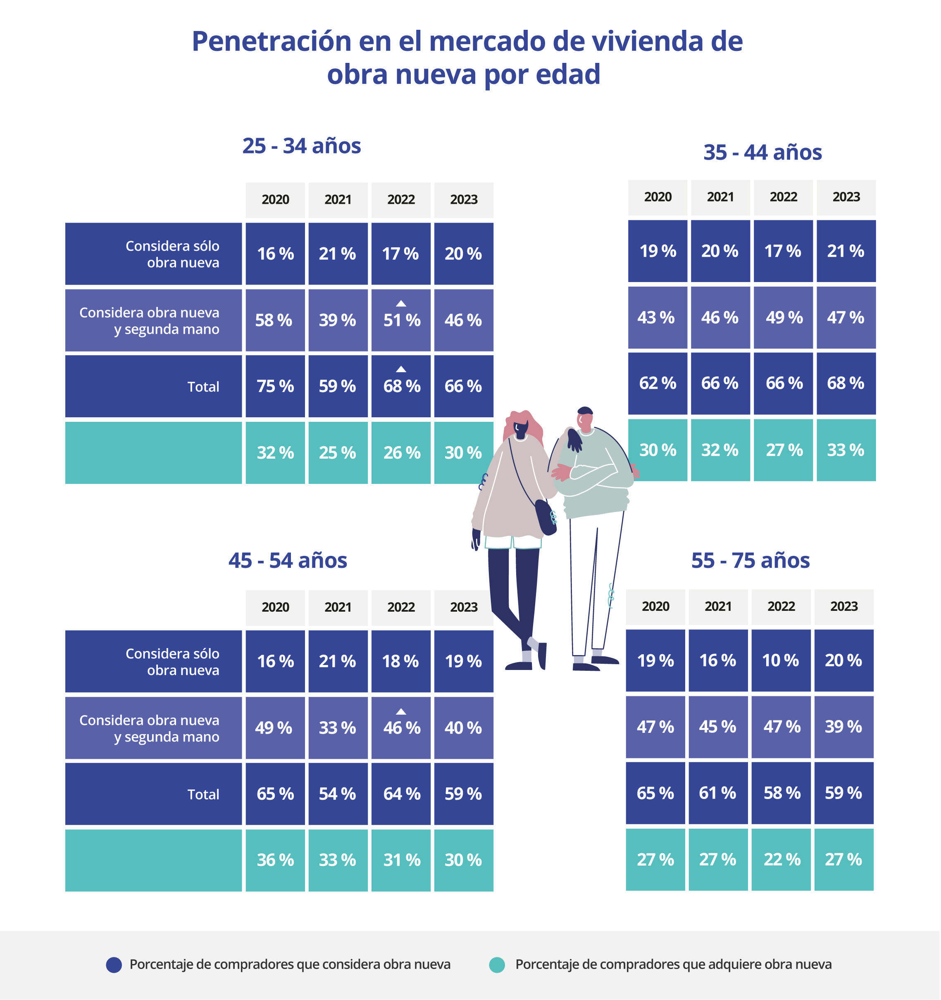 Penetración en el mercado de vivienda de
obra nueva por edad
25 - 34 años
2020 2021 2022 2023
Considera sólo
obra nueva
16 % 21 % 17 % 20 %
Considera obra nueva
y segunda mano
58 % 39 % 51 % 46 %
Total 75 % 59 % 68 % 66 %
32 % 25 % 26 % 30 %
35 - 44 años
2020 2021 2022 2023
19 % 20 % 17 % 21 %
43 % 46 % 49 % 47 %
62 % 66 % 66 % 68 %
30 % 32 % 27 % 33 %
45 - 54 años
2020 2021 2022 2023
Considera sólo
obra nueva
16 % 21 % 18 % 19 %
Considera obra nueva
y segunda mano
49 % 33 % 46 % 40 %
Total 65 % 54 % 64 % 59 %
36 % 33 % 31 % 30 %
55 - 75 años
2020 2021 2022 2023
19 % 16 % 10 % 20 %
47 % 45 % 47 % 39 %
65 % 61 % 58 % 59 %
27 % 27 % 22 % 27 %
Porcentaje de compradores que considera obra nueva
Porcentaje de compradores que adquiere obra nueva